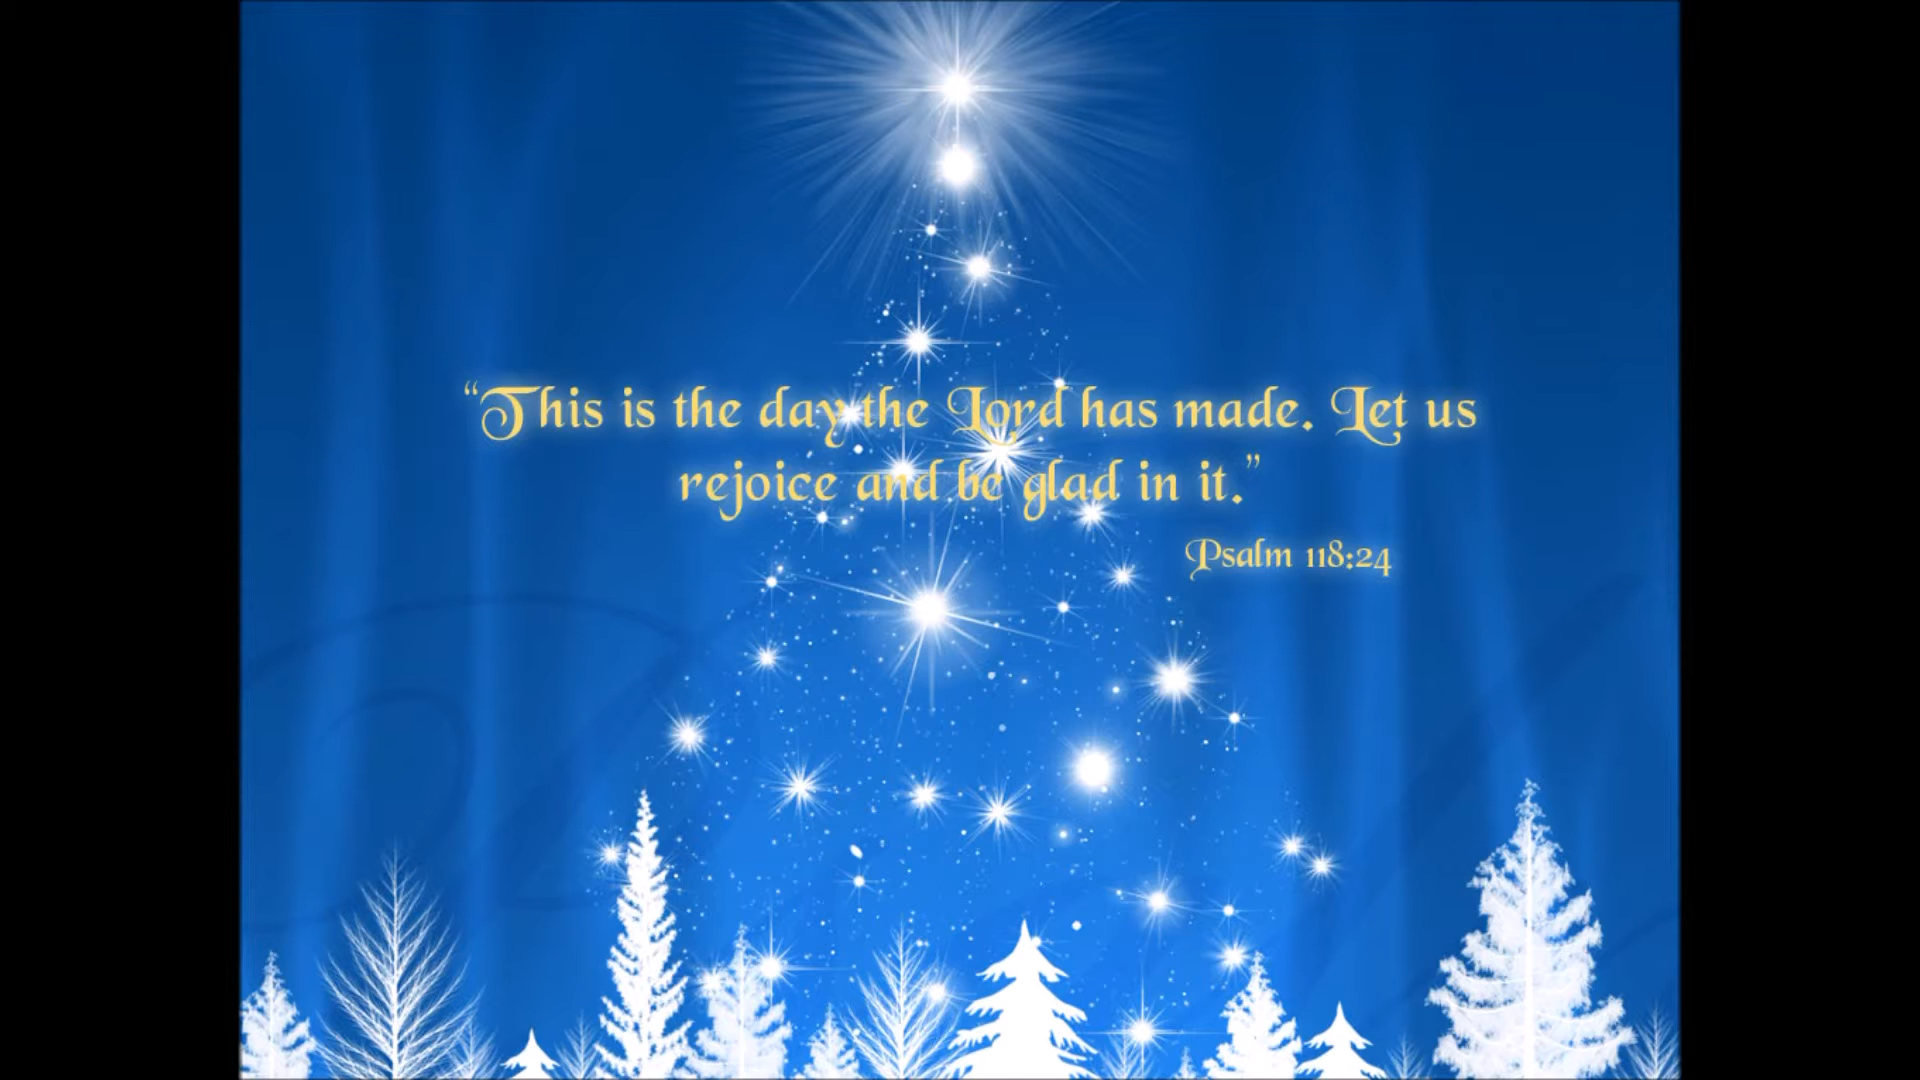 “This is the day the Lord has made. Let us
rejoice and be glad in it.”
Psalm 118:24